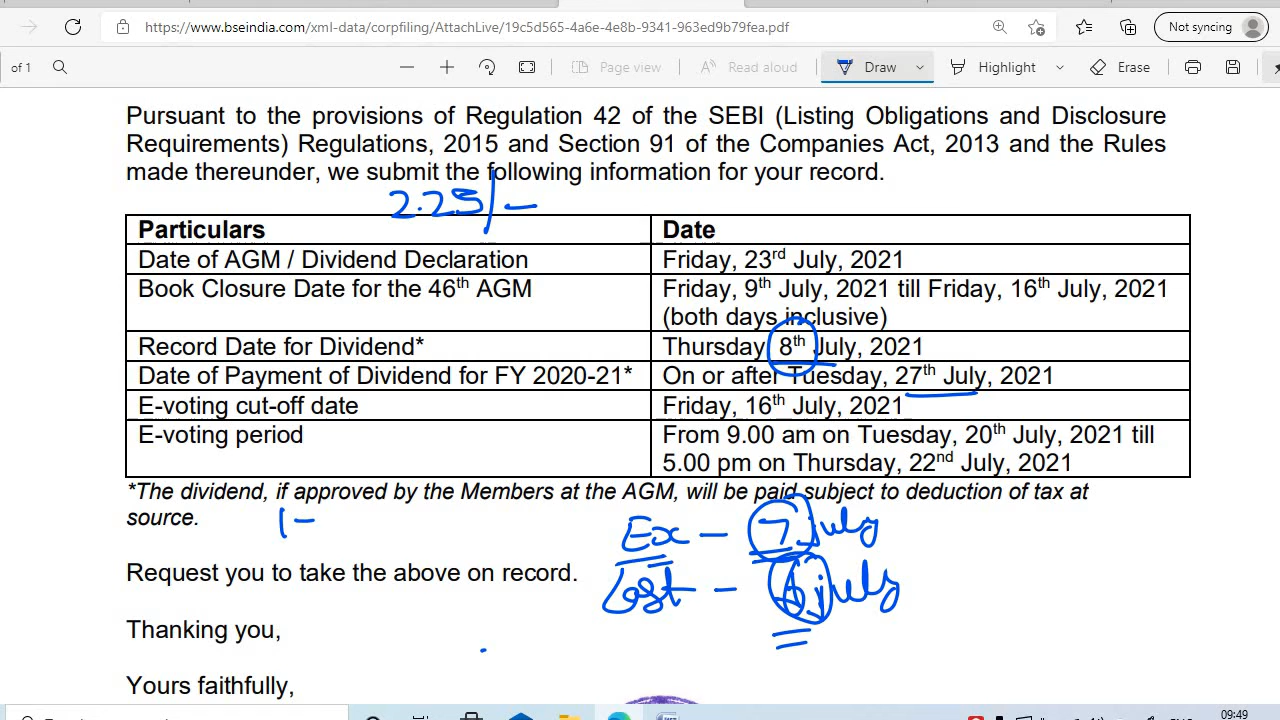 https://www.bseindia.com/xml-data/corpfiling/AttachLive/19c5d565-4a6e-4e8b-9341-963ed9b79fea.pdf
Not syncing
of 1
Page view
Read aloud
Draw
Highlight
Erase
Pursuant to the provisions of Regulation 42 of the SEBI (Listing Obligations and Disclosure
Requirements) Regulations, 2015 and Section 91 of the Companies Act, 2013 and the Rules
made thereunder, we submit the following information for your record.
2.25/-
Particulars Date
Date of AGM / Dividend Declaration Friday, 23rd July, 2021
Book Closure Date for the 46th AGM Friday, 9th July, 2021 till Friday, 16th July, 2021
(both days inclusive)
Record Date for Dividend* Thursday 8th July, 2021
Date of Payment of Dividend for FY 2020-21* On or after Tuesday, 27th July, 2021
E-voting cut-off date Friday, 16th July, 2021
E-voting period From 9.00 am on Tuesday, 20th July, 2021 till
5.00 pm on Thursday, 22nd July, 2021
*The dividend, if approved by the Members at the AGM, will be paid subject to deduction of tax at
source.
1-
Ex - 7 july
Last - 6 july
Request you to take the above on record.
Thanking you,
Yours faithfully,
09:49